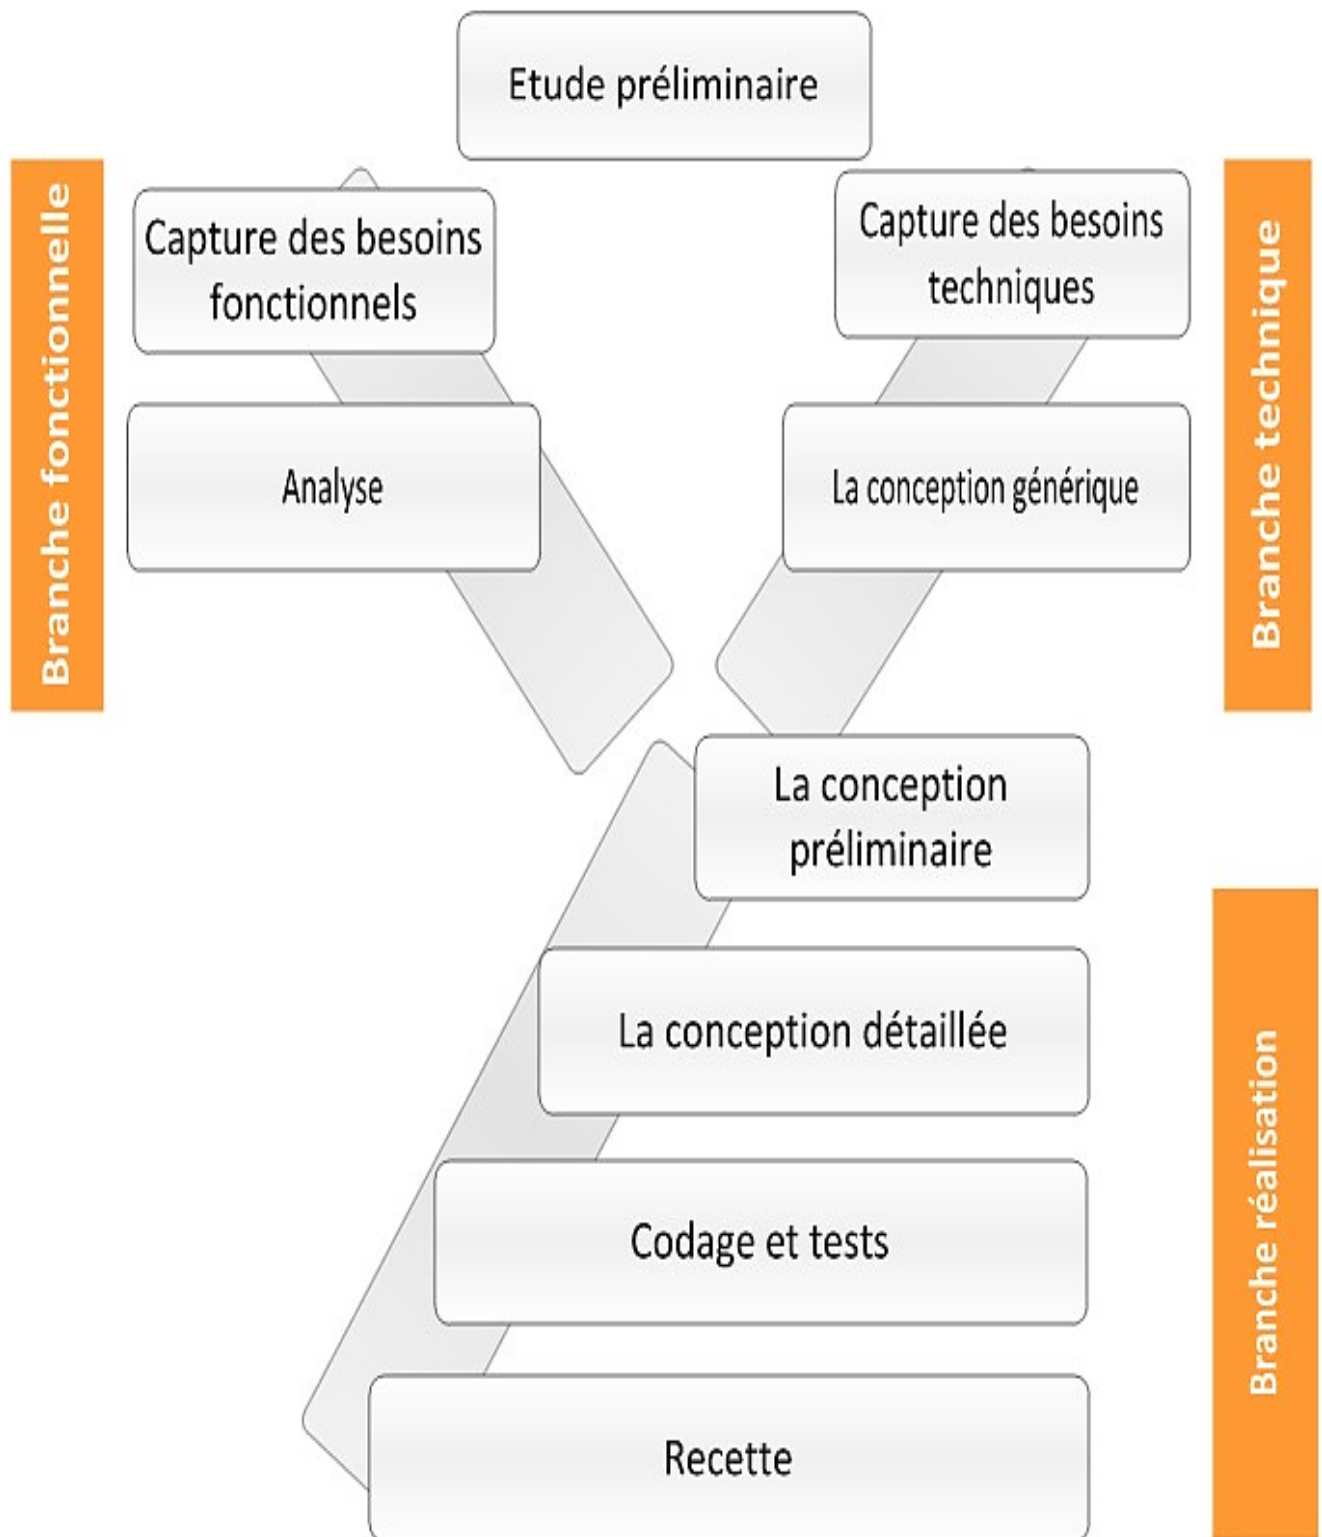 Etude préliminaire
Branche fonctionnelle
Capture des besoins
fonctionnels
Analyse
Capture des besoins
techniques
La conception générique
Branche technique
La conception
préliminaire
La conception détaillée
Codage et tests
Recette
Branche réalisation